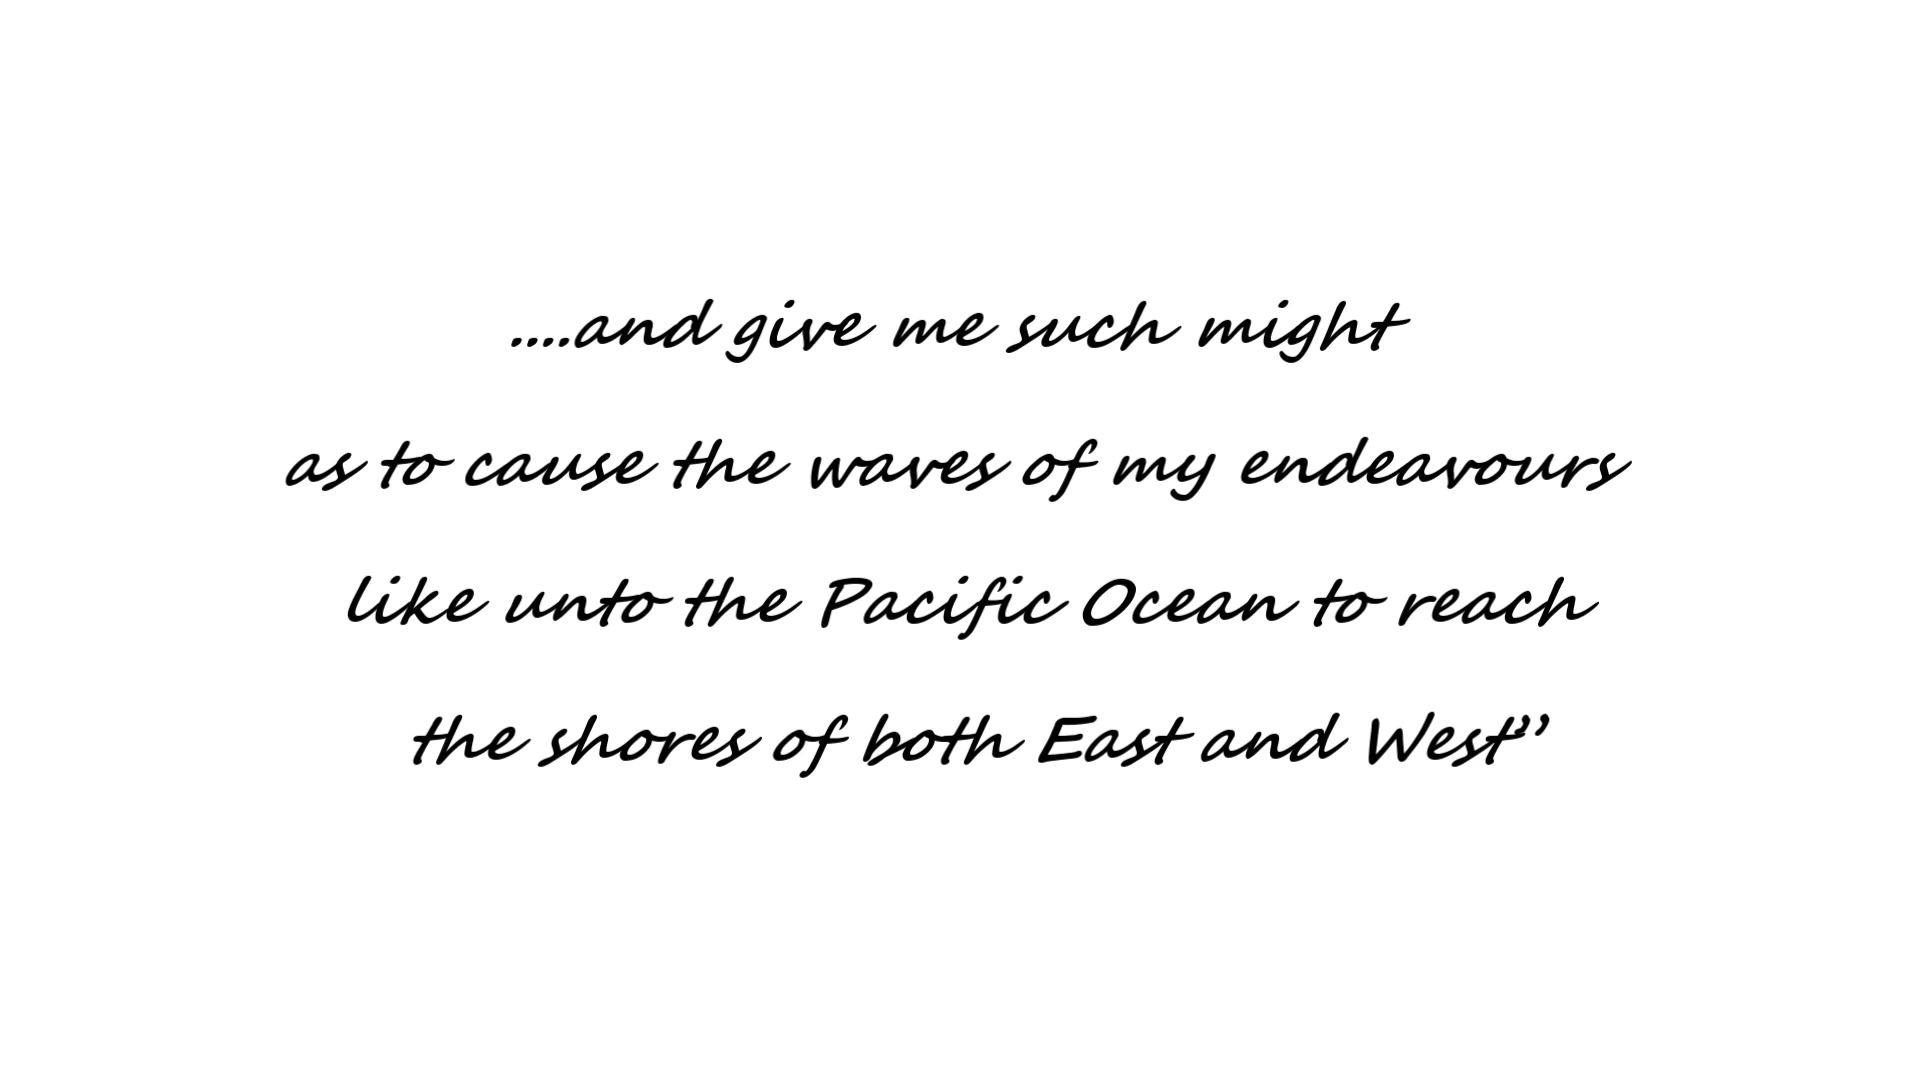 ....and give me such might
as to cause the waves of my endeavours
like unto the Pacific Ocean to reach
the shores of both East and West”